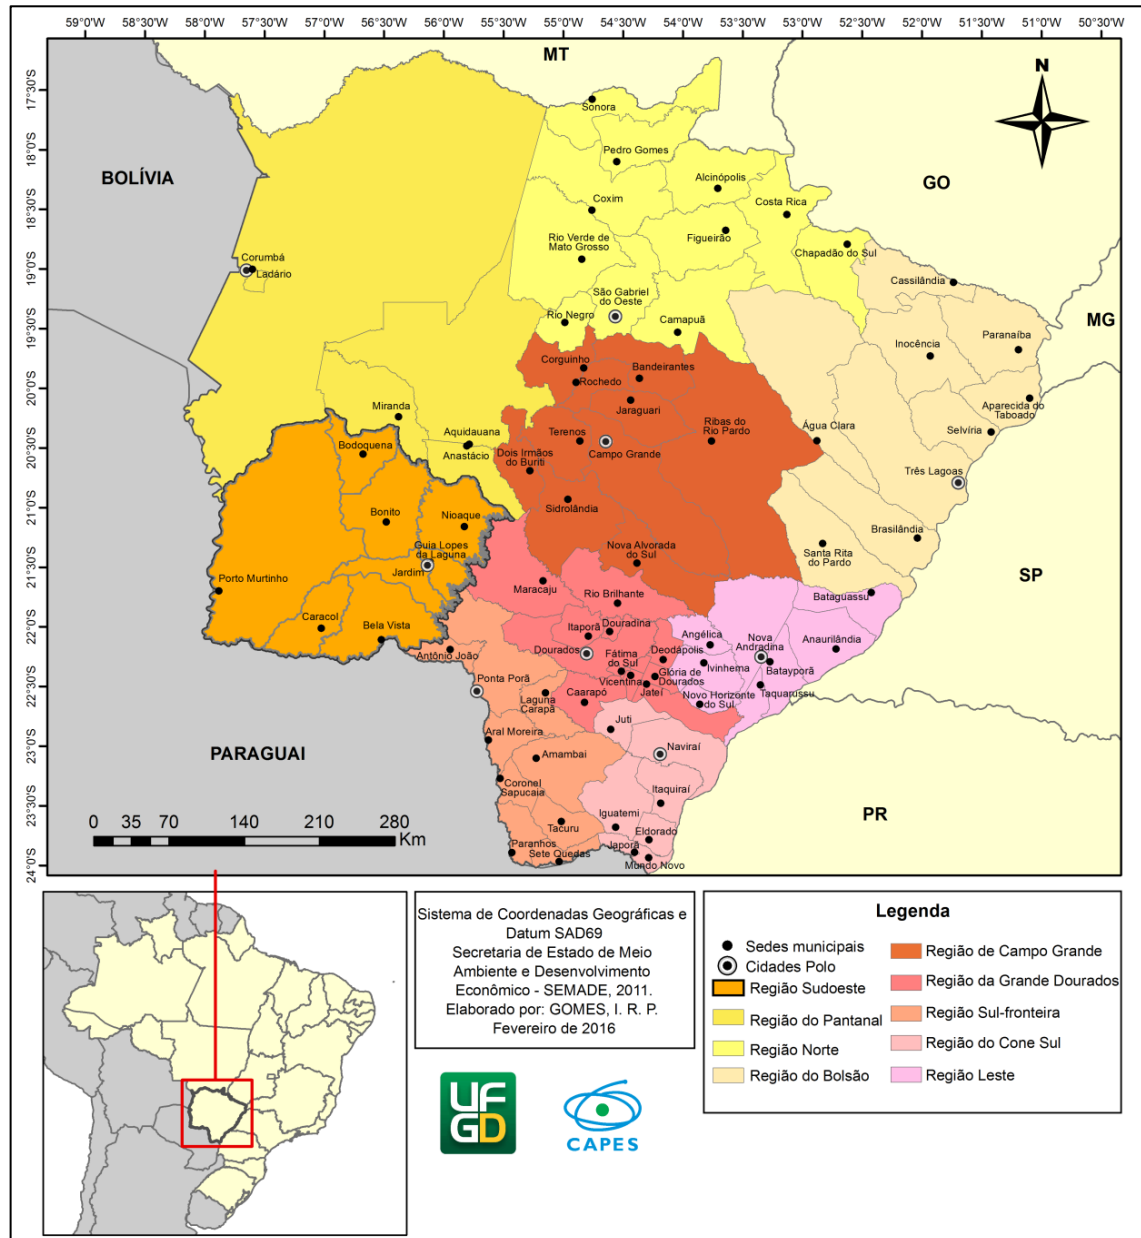 59°0'W 58°30'W 58°0'W 57°30'W 57°0'W 56°30'W 56°0'W 55°30'W 55°0'W 54°30'W 54°0'W 53°30'W 53°0'W 52°30'W 52°0'W 51°30'W 51°0'W 50°30'W 50°0'W
17°30'S
18°0'S
18°30'S
19°0'S
19°30'S
20°0'S
20°30'S
21°0'S
21°30'S
22°0'S
22°30'S
23°0'S
23°30'S
24°0'S
MT
N
Sonora
Pedro Gomes
BOLÍVIA
Alcinópolis
GO
Coxim
Costa Rica
Rio Verde de
Mato Grosso
Figueirão
Chapadão do Sul
Corumbá
Ladário
Cassilândia
São Gabriel
do Oeste
Rio Negro
Camapuã
MG
Inocência
Paranaíba
Corguinho
Bandeirantes
Rochedo
Jaraguari
Aparecida do
Taboado
Miranda
Ribas do
Rio Pardo
Água Clara
Selvíria
Aquidauana
Anastácio
Terenos
Campo Grande
Bodoquena
Dois Irmãos
do Buriti
Três Lagoas
Sidrolândia
Bonito
Nioaque
Brasilândia
Guia Lopes
da Laguna
Jardim
Nova Alvorada
do Sul
Santa Rita
do Pardo
SP
Porto Murtinho
Maracaju
Rio Brilhante
Bataguassu
Caracol
Bela Vista
Itaporã
Douradina
Angélica
Nova
Andradina
Anaurilândia
Antônio João
Dourados
Fátima
do Sul
Deodápolis
Ivinhema
Batayporã
Ponta Porã
Vicentina
Glória de
Dourados
Jateí
Taquarussu
Laguna
Carapã
Caarapó
Novo Horizonte
do Sul
Juti
Aral Moreira
PARAGUAI
Amambai
Naviraí
Coronel
Sapucaia
Itaquiraí
PR
0 35 70 140 210 280
Km
Tacuru
Iguatemi
Eldorado
Paranhos
Sete Quedas
Japorã
Mundo Novo
Sistema de Coordenadas Geográficas e
Datum SAD69
Secretaria de Estado de Meio
Ambiente e Desenvolvimento
Econômico - SEMADE, 2011.
Elaborado por: GOMES, I. R. P.
Fevereiro de 2016
UF
GD
CAPES
Legenda
Sedes municipais
Cidades Polo
Região Sudoeste
Região do Pantanal
Região Norte
Região do Bolsão
Região de Campo Grande
Região da Grande Dourados
Região Sul-fronteira
Região do Cone Sul
Região Leste